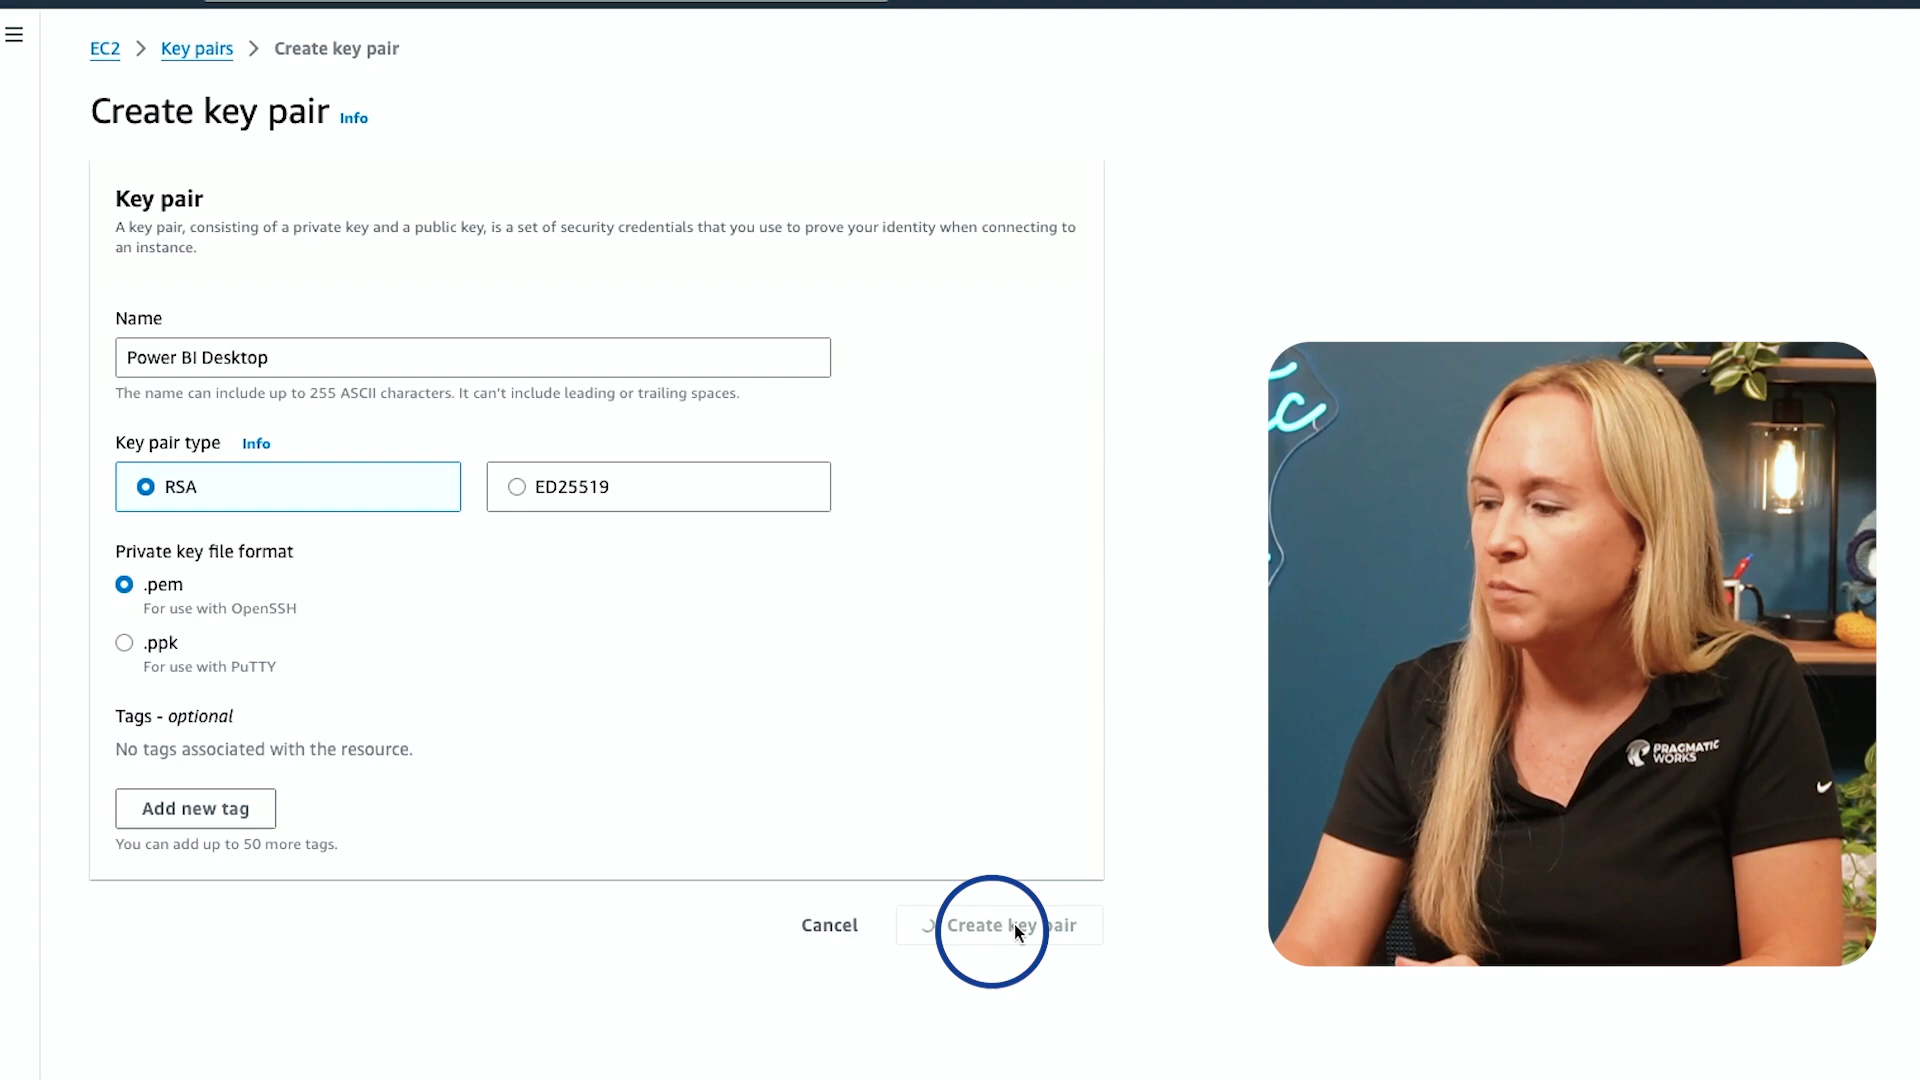 EC2 > Key pairs > Create key pair
Create key pair Info
Key pair
A key pair, consisting of a private key and a public key, is a set of security credentials that you use to prove your identity when connecting to
an instance.
Name
Power BI Desktop
The name can include up to 255 ASCII characters. It can't include leading or trailing spaces.
Key pair type Info
RSA
ED25519
Private key file format
.pem
For use with OpenSSH
.ppk
For use with PuTTY
Tags - optional
No tags associated with the resource.
Add new tag
You can add up to 50 more tags.
Cancel
Create key pair
ic
PRAGMATIC
WORKS